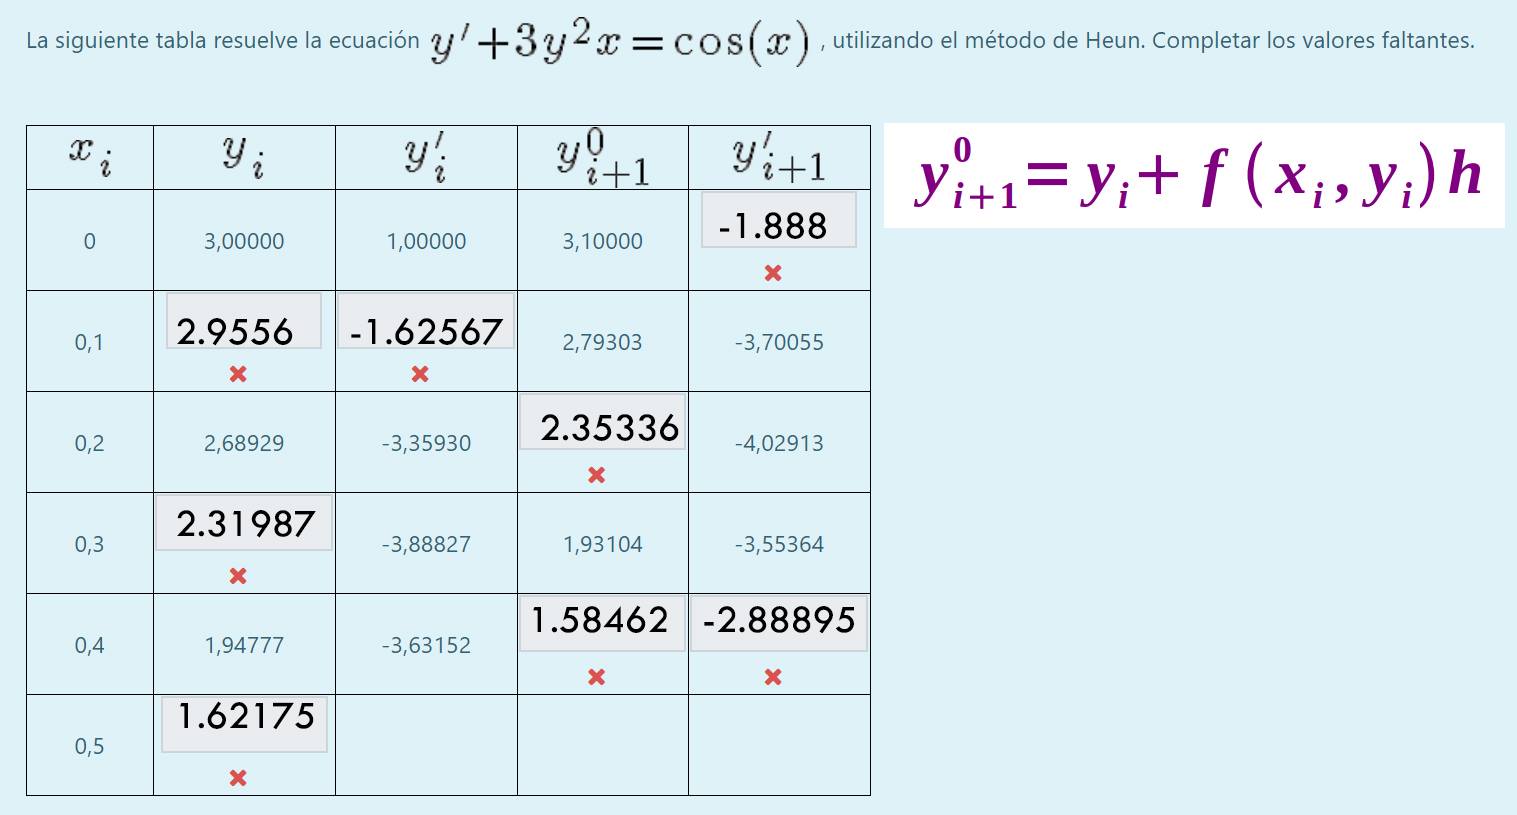 La siguiente tabla resuelve la ecuación y′+3y²x=cos(x), utilizando el método de Heun. Completar los valores faltantes.
x_i y_i y′_i y⁰_{i+1} y′_{i+1}
y⁰_{i+1} = y_i + f(x_i, y_i)h
0 3,00000 1,00000 3,10000 -1.888
0,1 2.9556 -1.62567 2,79303 -3,70055
0,2 2,68929 -3,35930 2.35336 -4,02913
0,3 2.31987 -3,88827 1,93104 -3,55364
0,4 1,94777 -3,63152 1.58462 -2.88895
0,5 1.62175